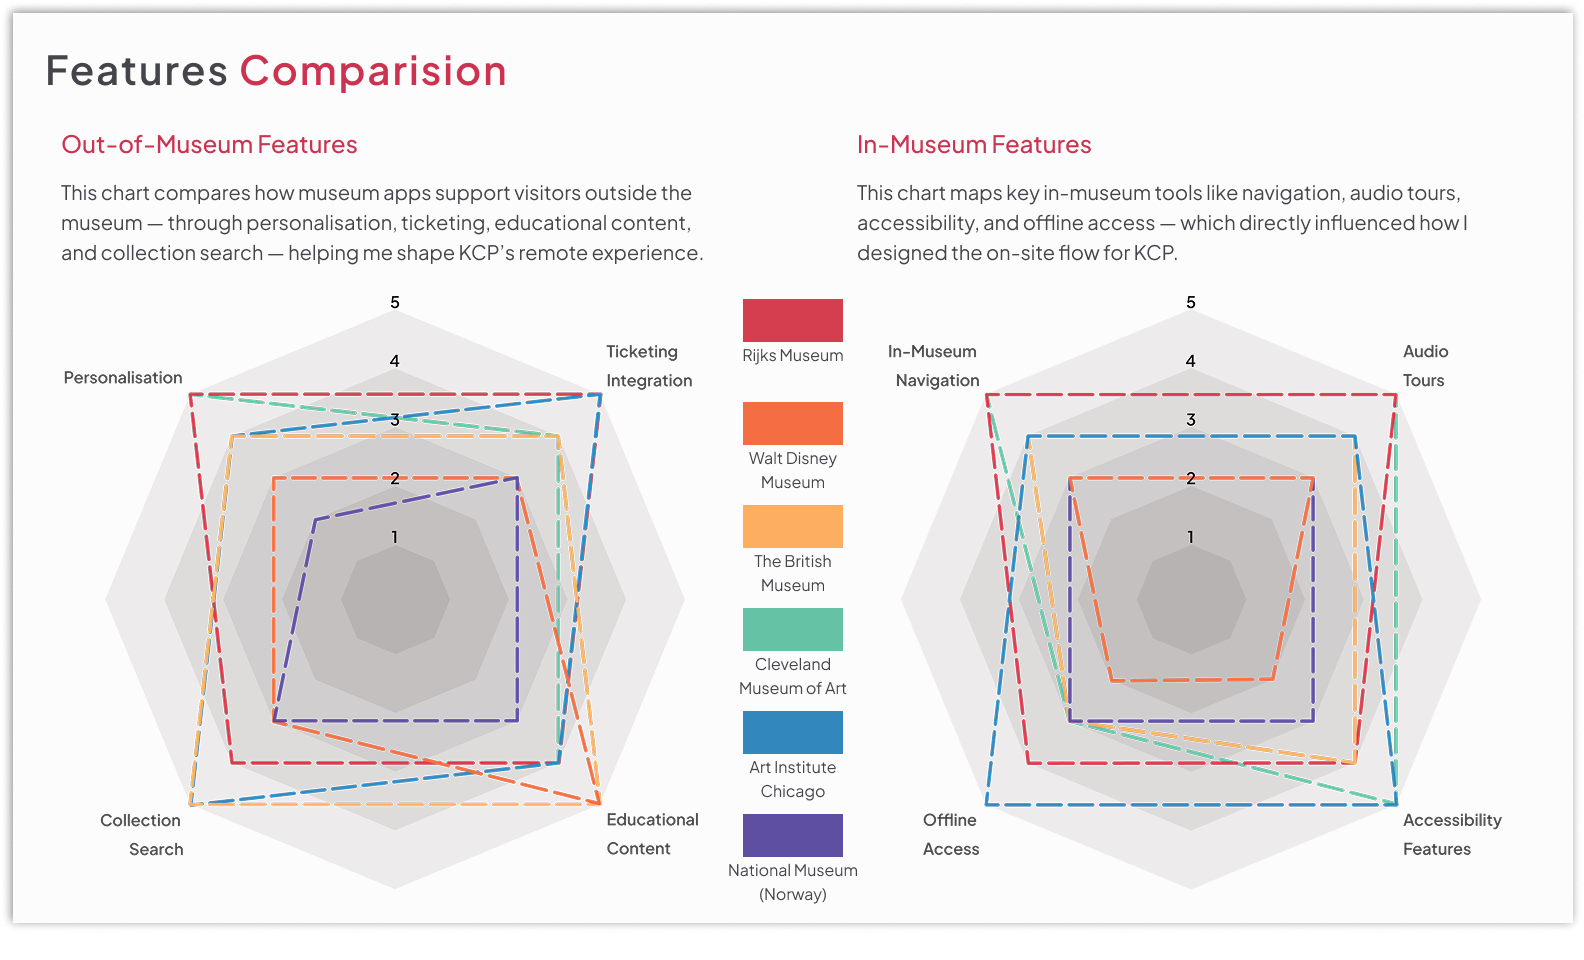 Features Comparision
Out-of-Museum Features
This chart compares how museum apps support visitors outside the
museum — through personalisation, ticketing, educational content,
and collection search — helping me shape KCP's remote experience.
5
4
3
2
1
Personalisation
Ticketing
Integration
Collection
Search
Educational
Content
Rijks Museum
Walt Disney
Museum
The British
Museum
Cleveland
Museum of Art
Art Institute
Chicago
National Museum
(Norway)
In-Museum Features
This chart maps key in-museum tools like navigation, audio tours,
accessibility, and offline access — which directly influenced how I
designed the on-site flow for KCP.
5
4
3
2
1
In-Museum
Navigation
Audio
Tours
Offline
Access
Accessibility
Features